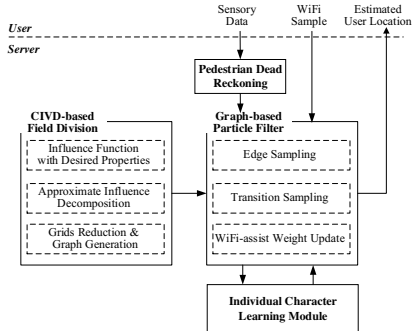 Sensory
Data
WiFi
Sample
Estimated
User Location
User
Server
Pedestrian Dead
Reckoning
CIVD-based
Field Division
Influence Function
with Desired Properties
Approximate Influence
Decomposition
Grids Reduction &
Graph Generation
Graph-based
Particle Filter
Edge Sampling
Transition Sampling
WiFi-assist Weight Update
Individual Character
Learning Module